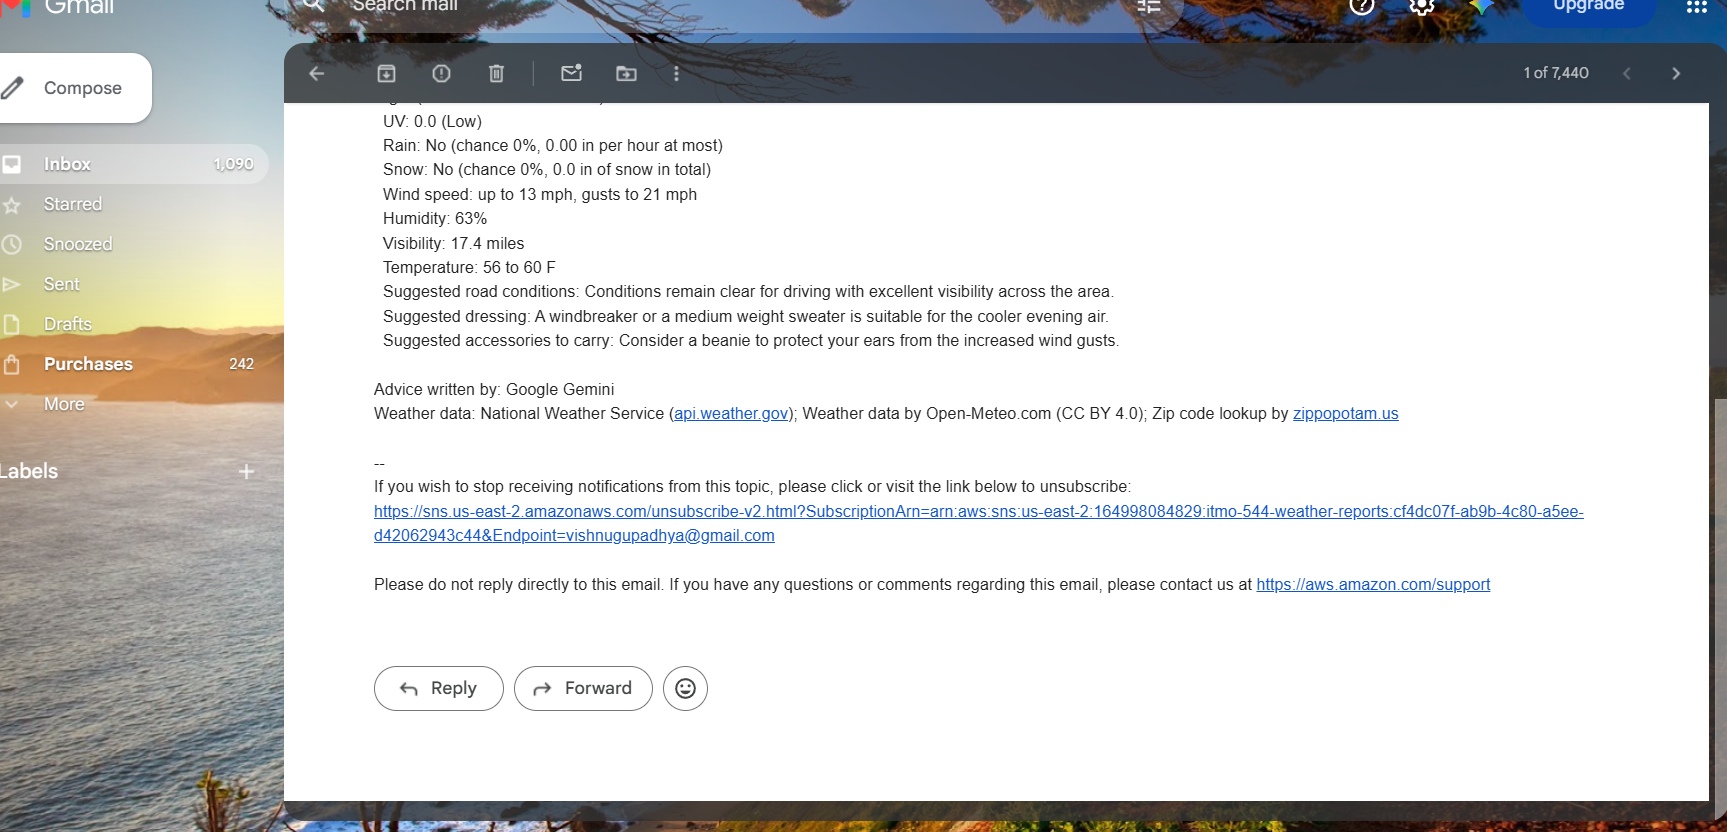 Gmail
Search mail
Upgrade
Compose
1 of 7,440
Inbox 1,090
Starred
Snoozed
Sent
Drafts
Purchases 242
More
Labels
UV: 0.0 (Low)
Rain: No (chance 0%, 0.00 in per hour at most)
Snow: No (chance 0%, 0.0 in of snow in total)
Wind speed: up to 13 mph, gusts to 21 mph
Humidity: 63%
Visibility: 17.4 miles
Temperature: 56 to 60 F
Suggested road conditions: Conditions remain clear for driving with excellent visibility across the area.
Suggested dressing: A windbreaker or a medium weight sweater is suitable for the cooler evening air.
Suggested accessories to carry: Consider a beanie to protect your ears from the increased wind gusts.
Advice written by: Google Gemini
Weather data: National Weather Service (api.weather.gov); Weather data by Open-Meteo.com (CC BY 4.0); Zip code lookup by zippopotam.us
--
If you wish to stop receiving notifications from this topic, please click or visit the link below to unsubscribe:
https://sns.us-east-2.amazonaws.com/unsubscribe-v2.html?SubscriptionArn=arn:aws:sns:us-east-2:164998084829:itmo-544-weather-reports:cf4dc07f-ab9b-4c80-a5ee-
d42062943c44&Endpoint=vishnugupadhya@gmail.com
Please do not reply directly to this email. If you have any questions or comments regarding this email, please contact us at https://aws.amazon.com/support
Reply
Forward